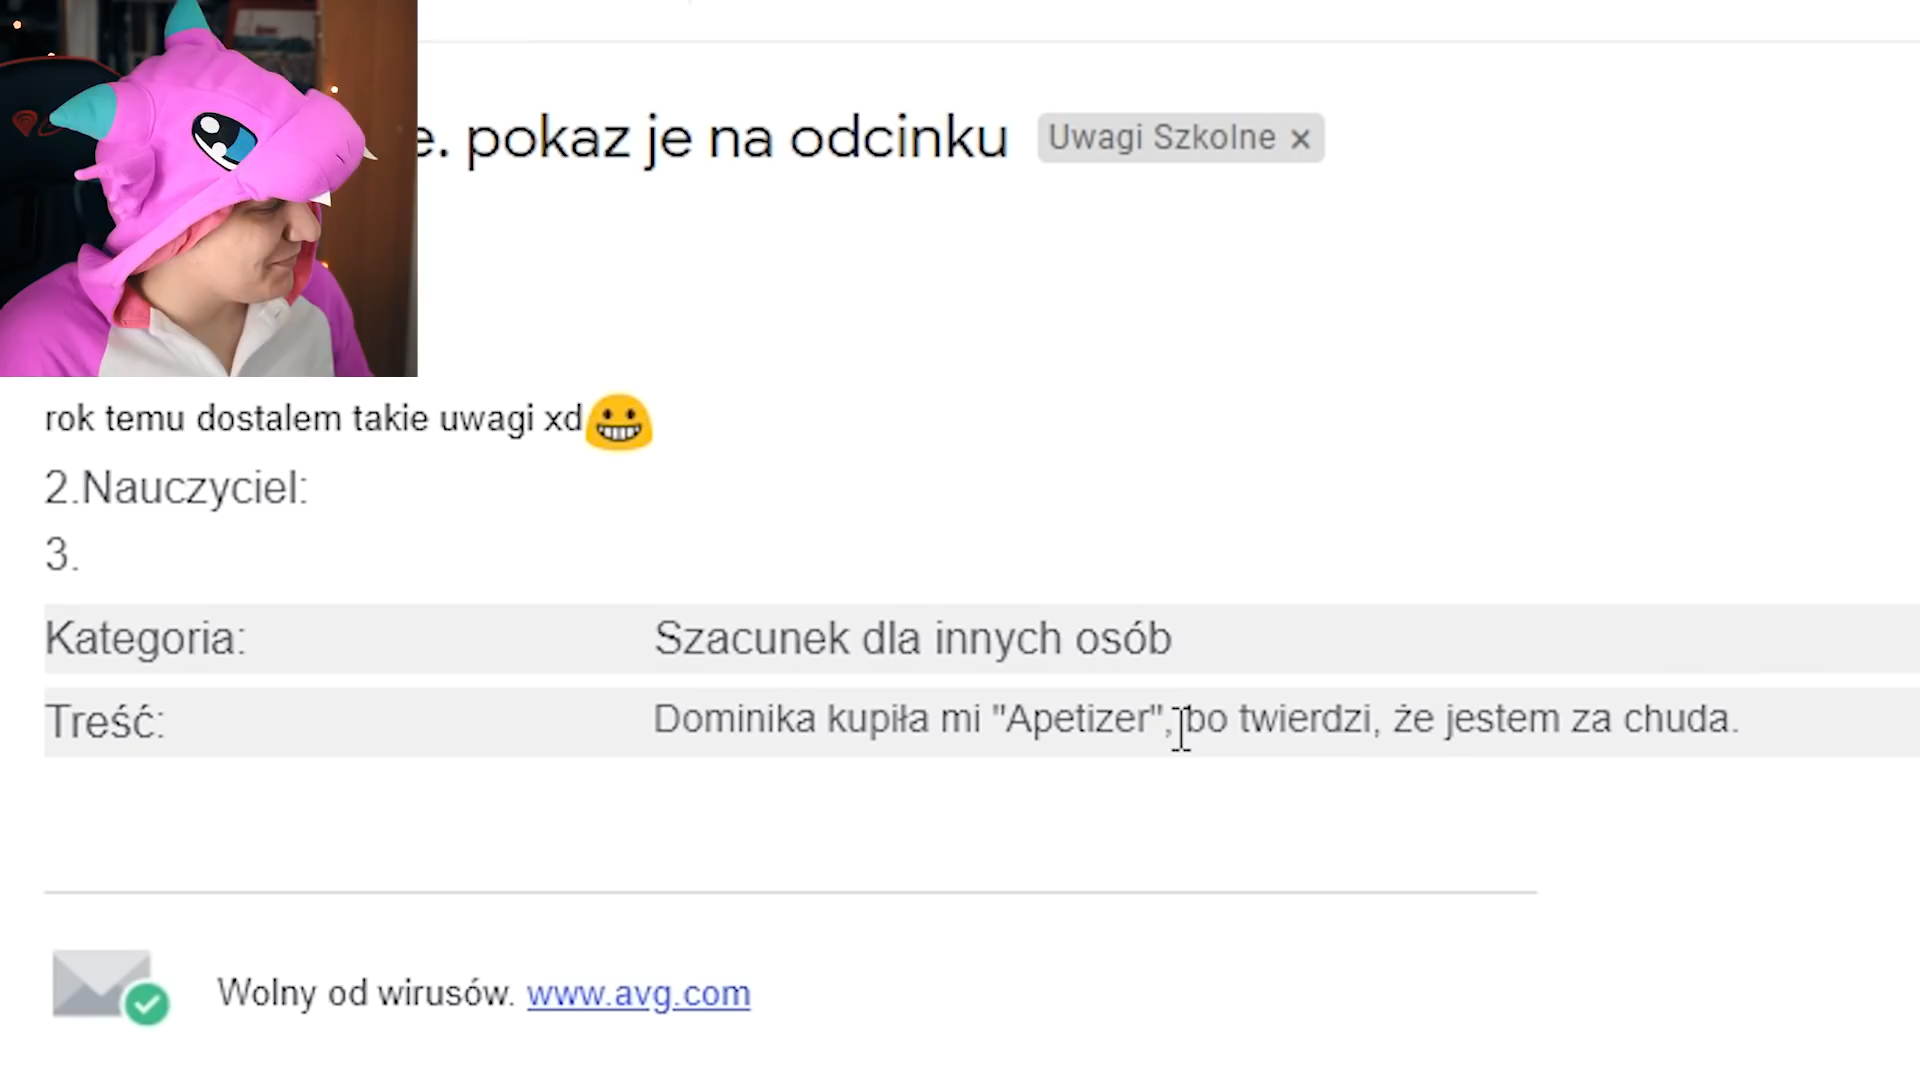 e. pokaz je na odcinku Uwagi Szkolne ×
rok temu dostalem takie uwagi xd
2.Nauczyciel:
3.
Kategoria: Szacunek dla innych osób
Treść: Dominika kupiła mi "Apetizer", bo twierdzi, że jestem za chuda.
Wolny od wirusów. www.avg.com